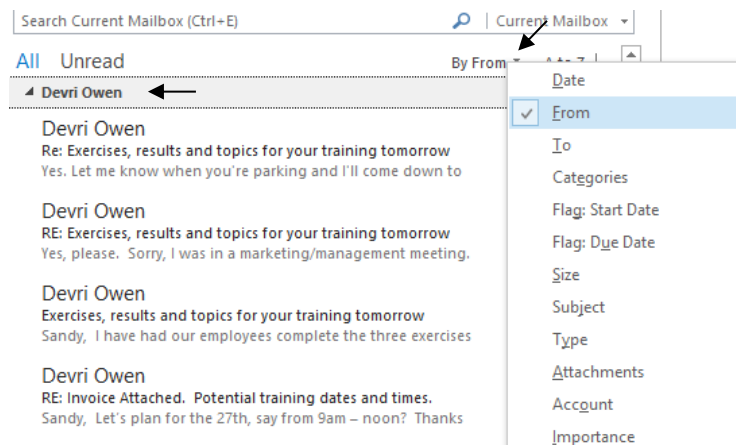 Search Current Mailbox (Ctrl+E) Current Mailbox
All Unread By From A to Z
Devri Owen
Devri Owen
Re: Exercises, results and topics for your training tomorrow
Yes. Let me know when you're parking and I'll come down to
Devri Owen
RE: Exercises, results and topics for your training tomorrow
Yes, please. Sorry, I was in a marketing/management meeting.
Devri Owen
Exercises, results and topics for your training tomorrow
Sandy, I have had our employees complete the three exercises
Devri Owen
RE: Invoice Attached. Potential training dates and times.
Sandy, Let's plan for the 27th, say from 9am – noon? Thanks
Date
From
To
Categories
Flag: Start Date
Flag: Due Date
Size
Subject
Type
Attachments
Account
Importance